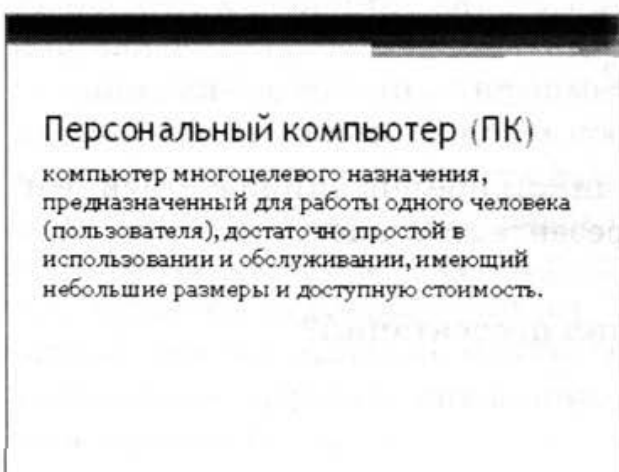 Персональный компьютер (ПК)
компьютер многоцелевого назначения,
предназначенный для работы одного человека
(пользователя), достаточно простой в
использовании и обслуживании, имеющий
небольшие размеры и доступную стоимость.